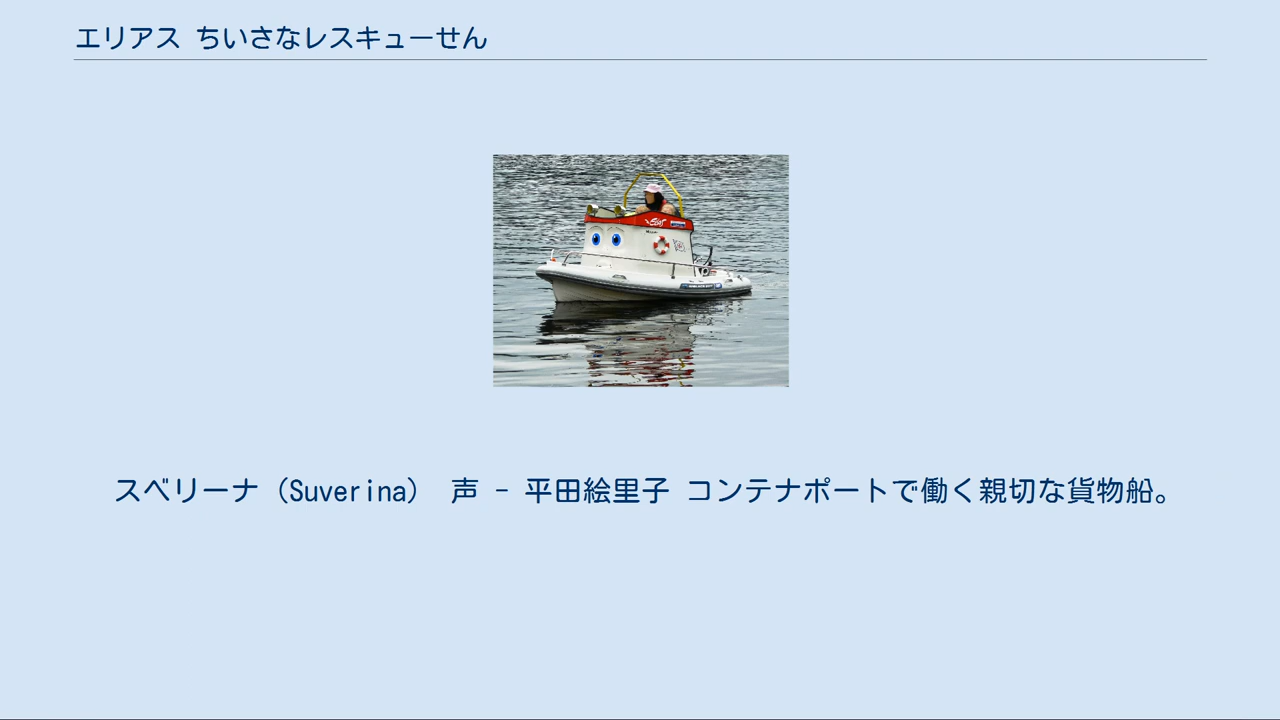 エリアス ちいさなレスキューせん
スベリーナ（Suverina） 声 - 平田絵里子 コンテナポートで働く親切な貨物船。